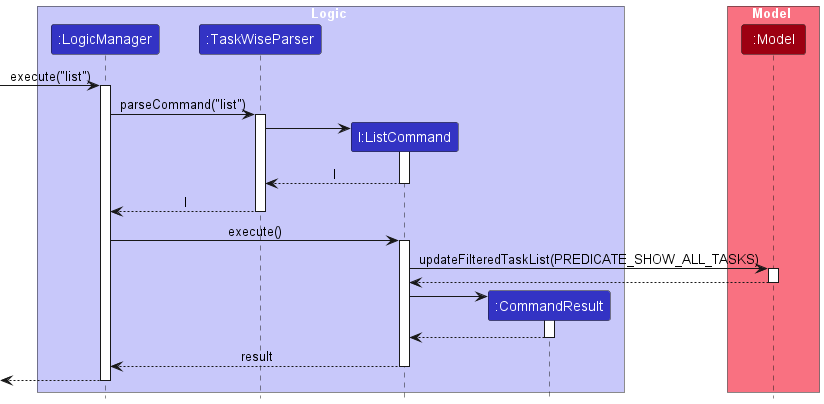 Logic
Model
:LogicManager
:TaskWiseParser
:Model
execute("list")
parseCommand("list")
l:ListCommand
l
l
execute()
updateFilteredTaskList(PREDICATE_SHOW_ALL_TASKS)
:CommandResult
result